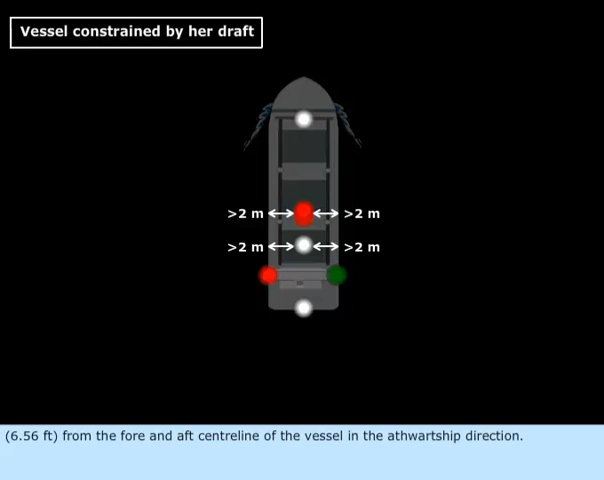 Vessel constrained by her draft
>2 m >2 m
>2 m >2 m
(6.56 ft) from the fore and aft centreline of the vessel in the athwartship direction.